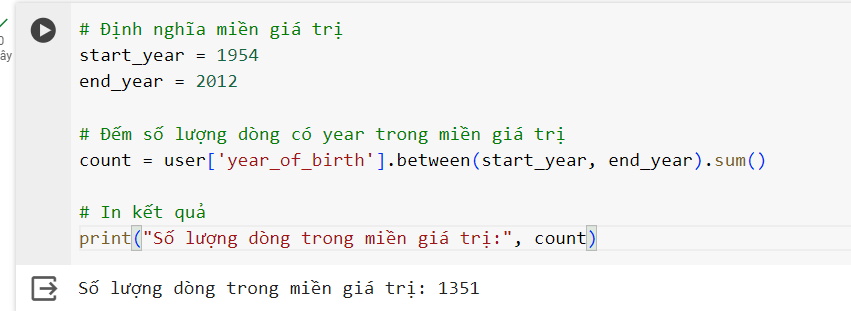 # Định nghĩa miền giá trị
start_year = 1954
end_year = 2012
# Đếm số lượng dòng có year trong miền giá trị
count = user['year_of_birth'].between(start_year, end_year).sum()
# In kết quả
print("Số lượng dòng trong miền giá trị:", count)
0
ây
Số lượng dòng trong miền giá trị: 1351